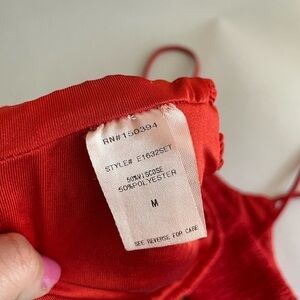 RN#150394
STYLE# E1632SET
50%VISCOSE
50%POLYESTER
M
SEE REVERSE FOR CARE